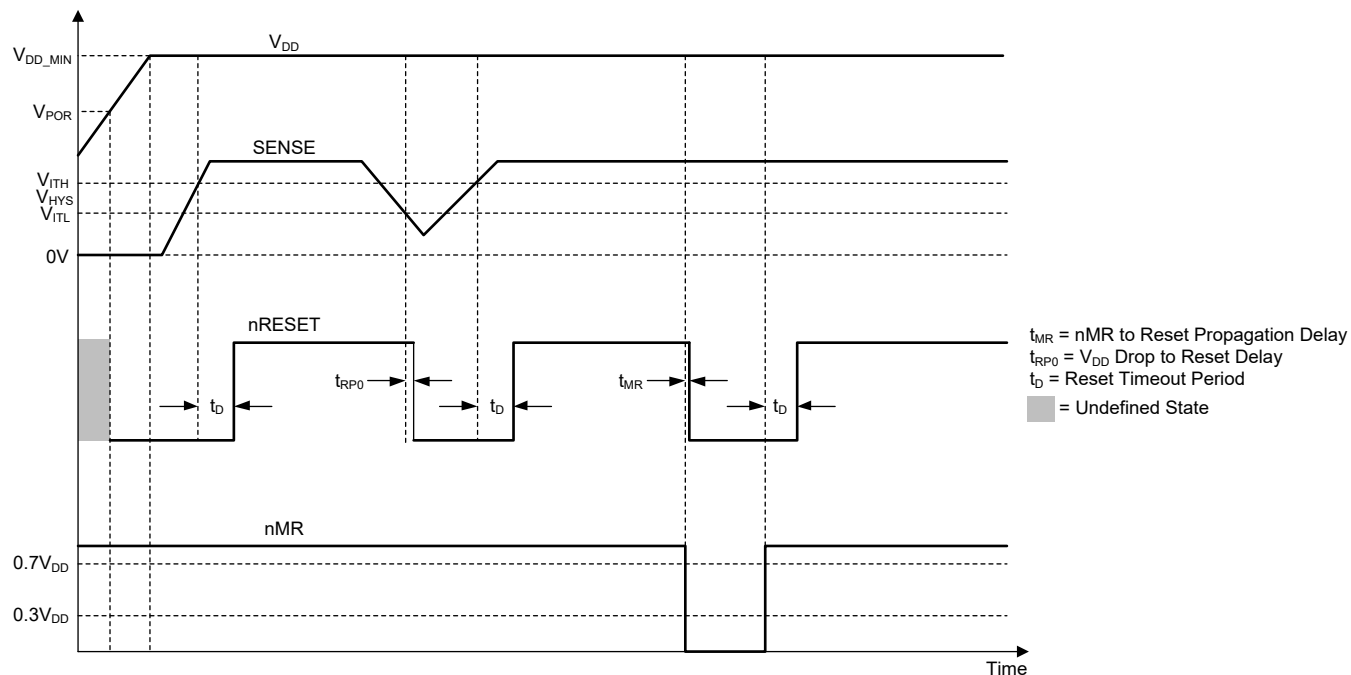 V_DD
V_DD_MIN
V_POR
SENSE
V_ITH
V_HYS
V_ITL
0V
nRESET
t_D
t_RP0
t_D
t_MR
t_D
t_MR = nMR to Reset Propagation Delay
t_RP0 = V_DD Drop to Reset Delay
t_D = Reset Timeout Period
= Undefined State
nMR
0.7V_DD
0.3V_DD
Time